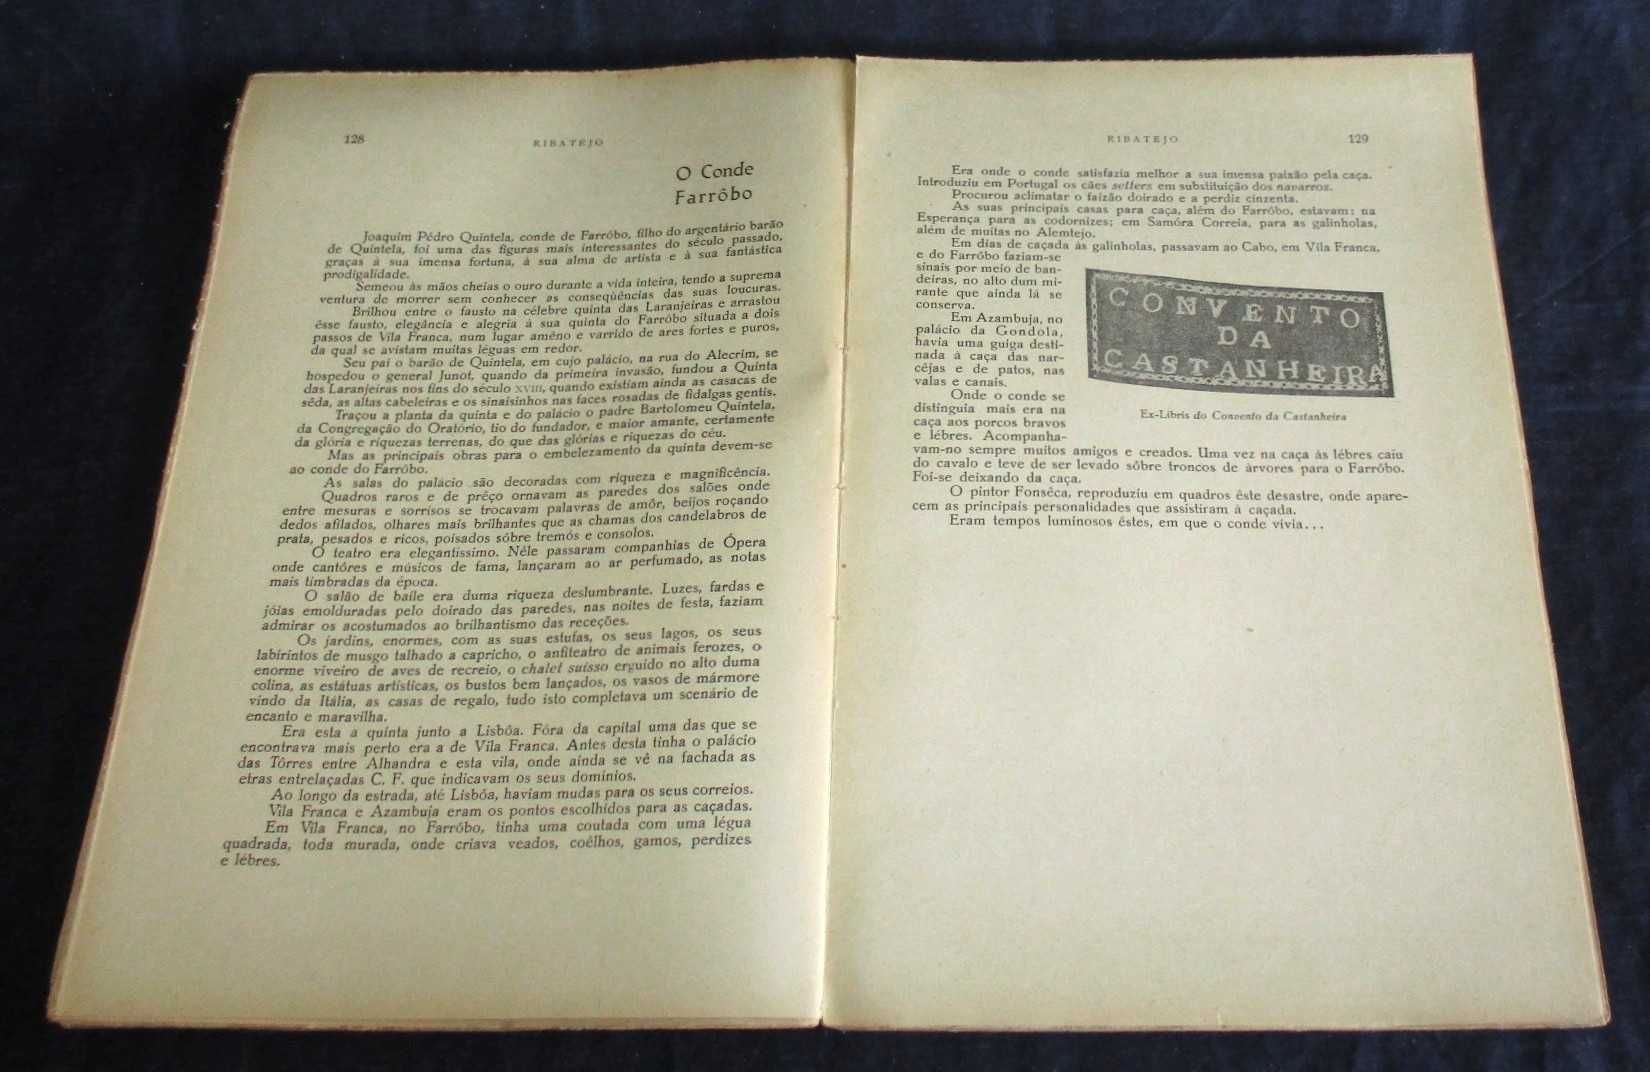 128
RIBATEJO
O Conde
Farrôbo
Joaquim Pêdro Quintela, conde de Farrôbo, filho do argentário barão
de Quintela, foi uma das figuras mais interessantes do século passado,
graças à sua imensa fortuna, à sua alma de artista e à sua fantástica
prodigalidade.
Semeou às mãos cheias o ouro durante a vida inteira, tendo a suprema
ventura de morrer sem conhecer as conseqüências das suas loucuras.
Brilhou entre o fausto na célebre quinta das Laranjeiras e arrastou
êsse fausto, elegância e alegria à sua quinta do Farrôbo situada a dois
passos de Vila Franca, num lugar amêno e varrido de ares fortes e puros,
da qual se avistam muitas léguas em redor.
Seu pai o barão de Quintela, em cujo palácio, na rua do Alecrim, se
hospedou o general Junot, quando da primeira invasão, fundou a Quinta
das Laranjeiras nos fins do século XVIII, quando existiam ainda as casacas de
sêda, as altas cabeleiras e os sinaisinhos nas faces rosadas de fidalgas gentis.
Traçou a planta da quinta e do palácio o padre Bartolomeu Quintela,
da Congregação do Oratório, tio do fundador, e maior amante, certamente
da glória e riquezas terrenas, do que das glórias e riquezas do céu.
Mas as principais obras para o embelezamento da quinta devem-se
ao conde do Farrôbo.
As salas do palácio são decoradas com riqueza e magnificência.
Quadros raros e de prêço ornavam as paredes dos salões onde
entre mesuras e sorrisos se trocavam palavras de amôr, beijos roçando
dedos afilados, olhares mais brilhantes que as chamas dos candelabros de
prata, pesados e ricos, poisados sôbre tremós e consolos.
O teatro era elegantíssimo. Nêle passaram companhias de Ópera
onde cantôres e músicos de fama, lançaram ao ar perfumado, as notas
mais timbradas da época.
O salão de baile era duma riqueza deslumbrante. Luzes, fardas e
jóias emolduradas pelo doirado das paredes, nas noites de festa, faziam
admirar os acostumados ao brilhantismo das receções.
Os jardins, enormes, com as suas estufas, os seus lagos, os seus
labirintos de musgo talhado a capricho, o anfiteatro de animais ferozes, o
enorme viveiro de aves de recreio, o chalet suisso erguido no alto duma
colina, as estátuas artísticas, os bustos bem lançados, os vasos de mármore
vindo da Itália, as casas de regalo, tudo isto completava um scenário de
encanto e maravilha.
Era esta a quinta junto a Lisbôa. Fóra da capital uma das que se
encontrava mais perto era a de Vila Franca. Antes desta tinha o palácio
das Tôrres entre Alhandra e esta vila, onde ainda se vê na fachada as
etras entrelaçadas C. F. que indicavam os seus domínios.
Ao longo da estrada, até Lisbôa, haviam mudas para os seus correios.
Vila Franca e Azambuja eram os pontos escolhidos para as caçadas.
Em Vila Franca, no Farrôbo, tinha uma coutada com uma légua
quadrada, toda murada, onde criava veados, coêlhos, gamos, perdizes
e lébres.
RIBATEJO
129
Era onde o conde satisfazia melhor a sua imensa paixão pela caça.
Introduziu em Portugal os cães setters em substituição dos navarros.
Procurou aclimatar o faizão doirado e a perdiz cinzenta.
As suas principais casas para caça, além do Farrôbo, estavam: na
Esperança para as codornizes; em Samóra Correia, para as galinholas,
além de muitas no Alemtejo.
Em dias de caçada às galinholas, passavam ao Cabo, em Vila Franca,
e do Farrôbo faziam-se
sinais por meio de ban-
deiras, no alto dum mi-
rante que ainda lá se
conserva.
Em Azambuja, no
palácio da Gondola,
havia uma guiga desti-
nada à caça das nar-
cêjas e de patos, nas
valas e canais.
Onde o conde se
distinguia mais era na
caça aos porcos bravos
e lébres. Acompanha-
vam-no sempre muitos amigos e creados. Uma vez na caça às lébres caiu
do cavalo e teve de ser levado sôbre troncos de àrvores para o Farrôbo.
Foi-se deixando da caça.
O pintor Fonsêca, reproduziu em quadros êste desastre, onde apare-
cem as principais personalidades que assistiram à caçada.
Eram tempos luminosos êstes, em que o conde vivia...
CONVENTO
DA
CASTANHEIRA
Ex-Libris do Convento da Castanheira